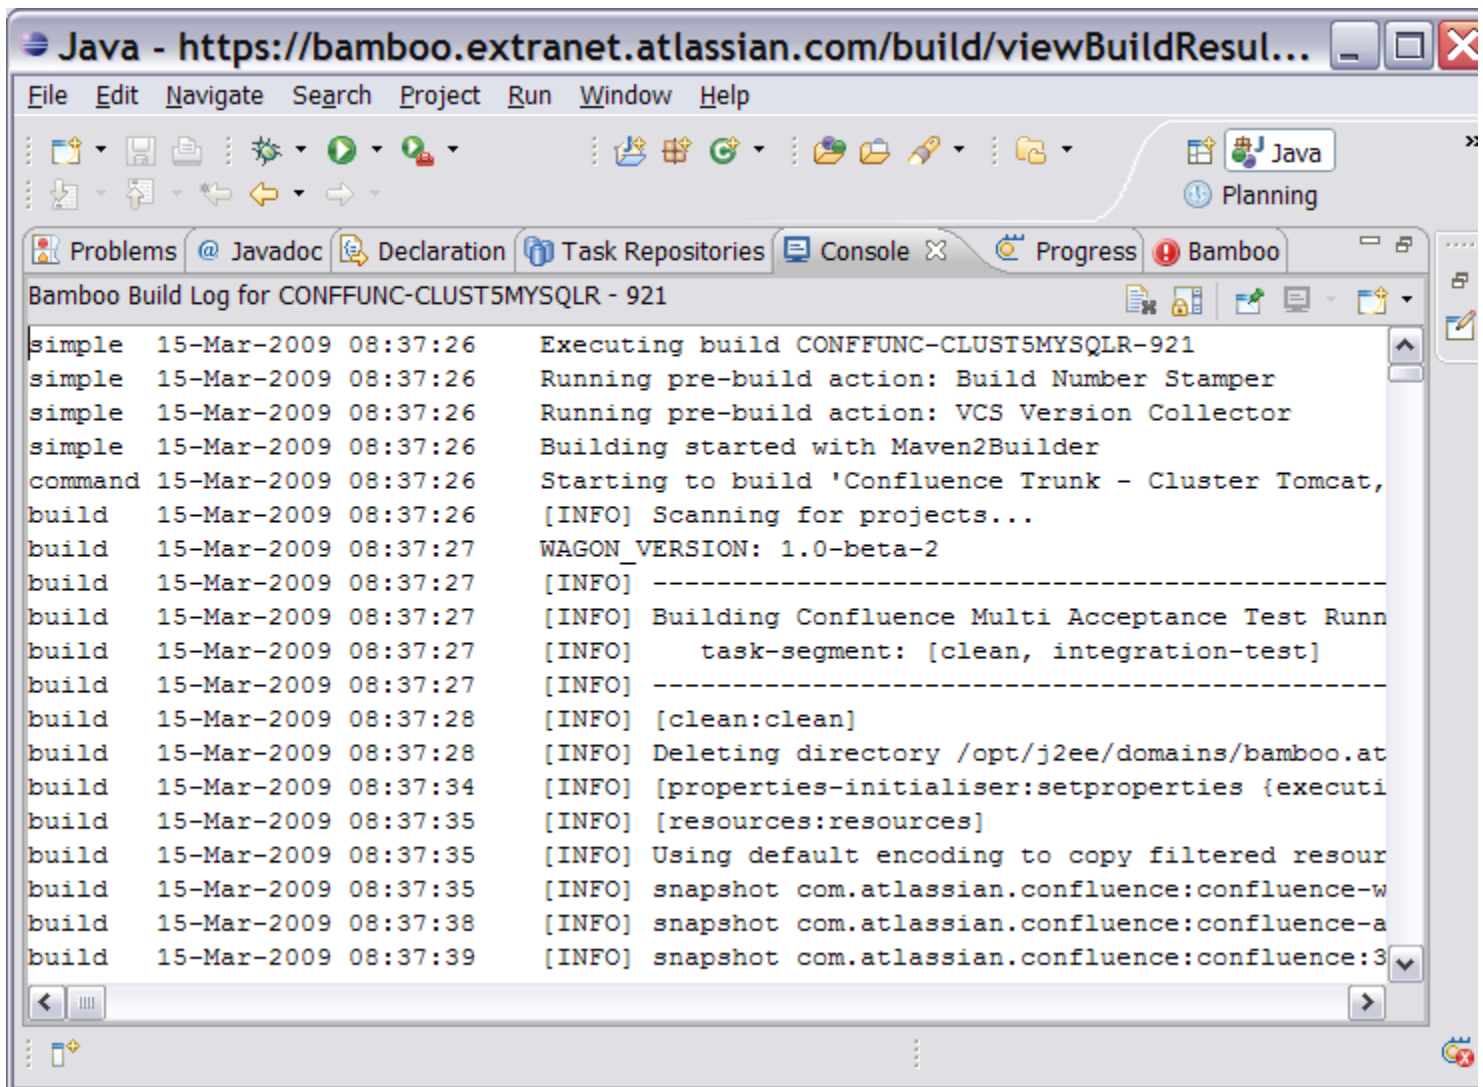 Java - https://bamboo.extranet.atlassian.com/build/viewBuildResul...
File Edit Navigate Search Project Run Window Help
Java
Planning
Problems @ Javadoc Declaration Task Repositories Console Progress Bamboo
Bamboo Build Log for CONFFUNC-CLUST5MYSQLR - 921
simple 15-Mar-2009 08:37:26 Executing build CONFFUNC-CLUST5MYSQLR-921
simple 15-Mar-2009 08:37:26 Running pre-build action: Build Number Stamper
simple 15-Mar-2009 08:37:26 Running pre-build action: VCS Version Collector
simple 15-Mar-2009 08:37:26 Building started with Maven2Builder
command 15-Mar-2009 08:37:26 Starting to build 'Confluence Trunk - Cluster Tomcat,
build 15-Mar-2009 08:37:26 [INFO] Scanning for projects...
build 15-Mar-2009 08:37:27 WAGON_VERSION: 1.0-beta-2
build 15-Mar-2009 08:37:27 [INFO] ----------------------------------------------
build 15-Mar-2009 08:37:27 [INFO] Building Confluence Multi Acceptance Test Runn
build 15-Mar-2009 08:37:27 [INFO] task-segment: [clean, integration-test]
build 15-Mar-2009 08:37:27 [INFO] ----------------------------------------------
build 15-Mar-2009 08:37:28 [INFO] [clean:clean]
build 15-Mar-2009 08:37:28 [INFO] Deleting directory /opt/j2ee/domains/bamboo.at
build 15-Mar-2009 08:37:34 [INFO] [properties-initialiser:setproperties {executi
build 15-Mar-2009 08:37:35 [INFO] [resources:resources]
build 15-Mar-2009 08:37:35 [INFO] Using default encoding to copy filtered resour
build 15-Mar-2009 08:37:35 [INFO] snapshot com.atlassian.confluence:confluence-w
build 15-Mar-2009 08:37:38 [INFO] snapshot com.atlassian.confluence:confluence-a
build 15-Mar-2009 08:37:39 [INFO] snapshot com.atlassian.confluence:confluence:3